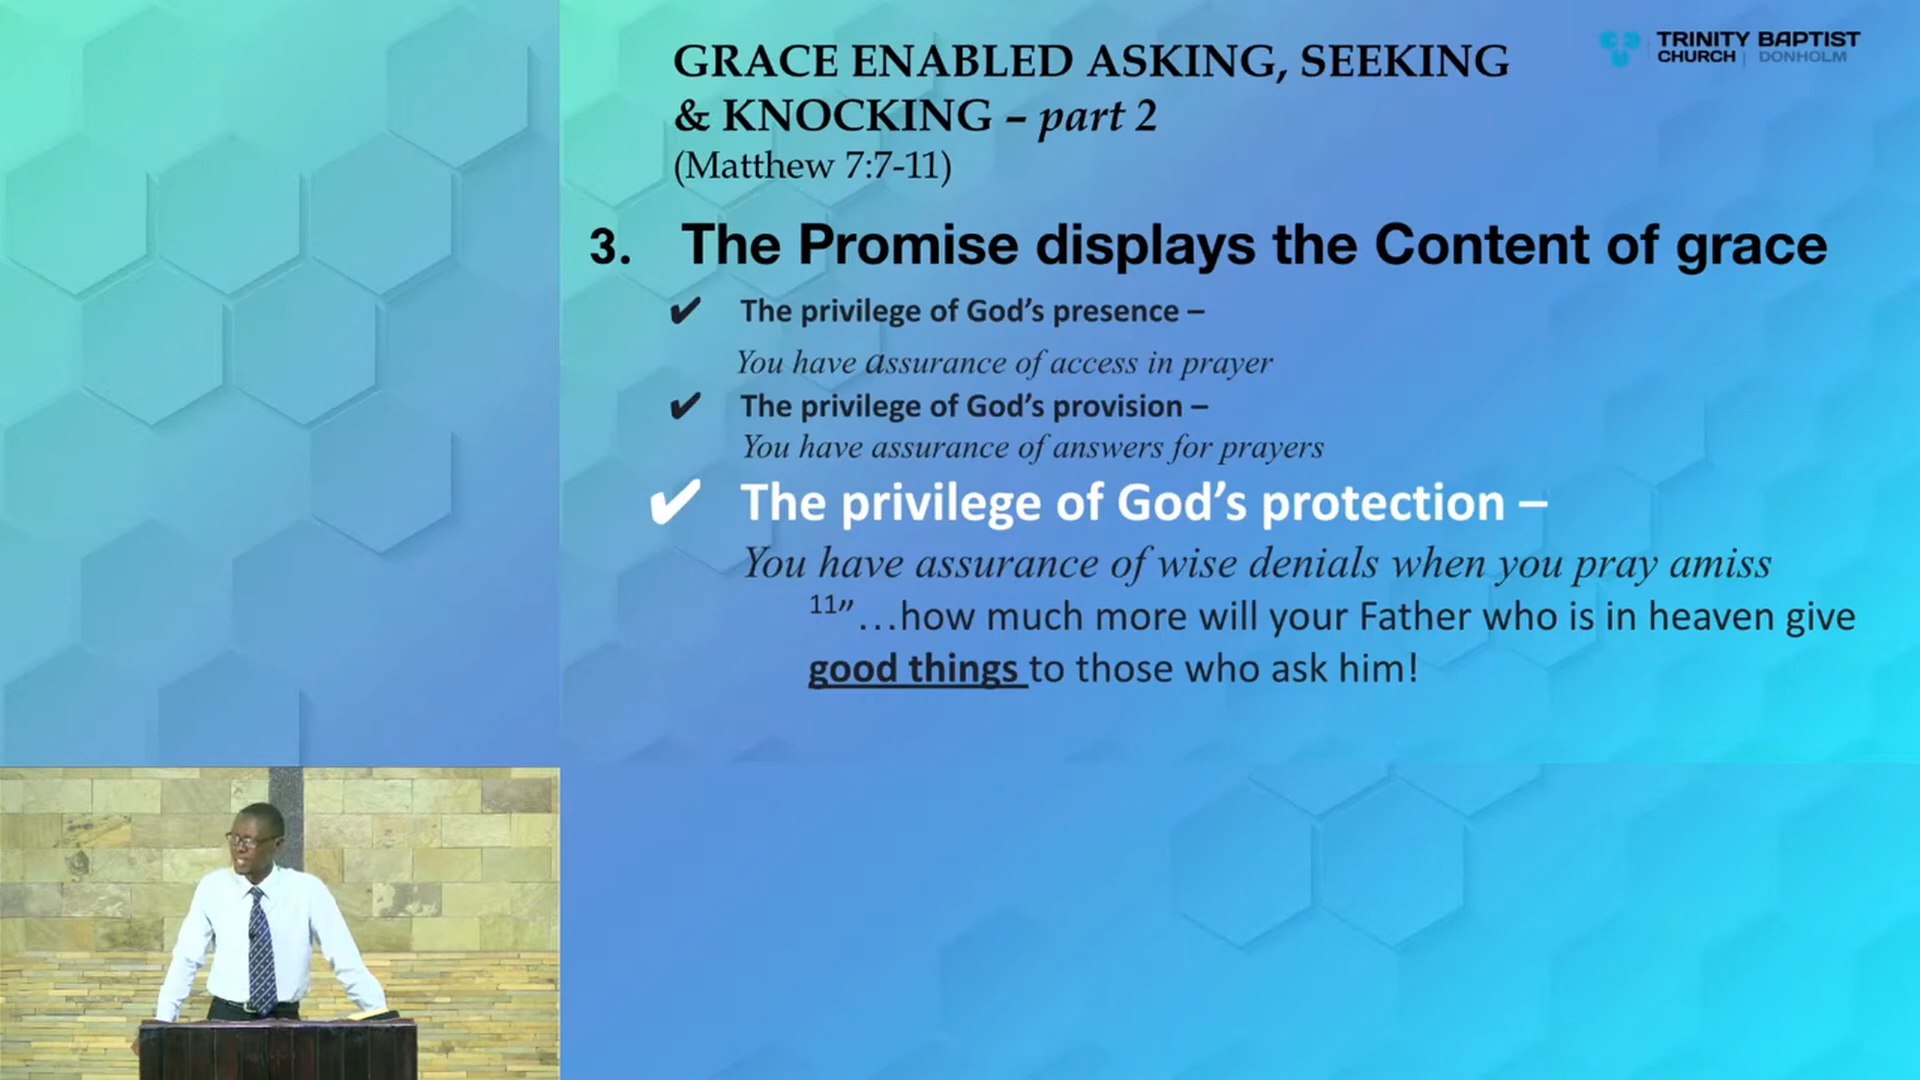 GRACE ENABLED ASKING, SEEKING
& KNOCKING – part 2
(Matthew 7:7-11)
TRINITY BAPTIST
CHURCH | DONHOLM
3. The Promise displays the Content of grace
✔ The privilege of God’s presence –
You have assurance of access in prayer
✔ The privilege of God’s provision –
You have assurance of answers for prayers
✔ The privilege of God’s protection –
You have assurance of wise denials when you pray amiss
11”…how much more will your Father who is in heaven give
good things to those who ask him!